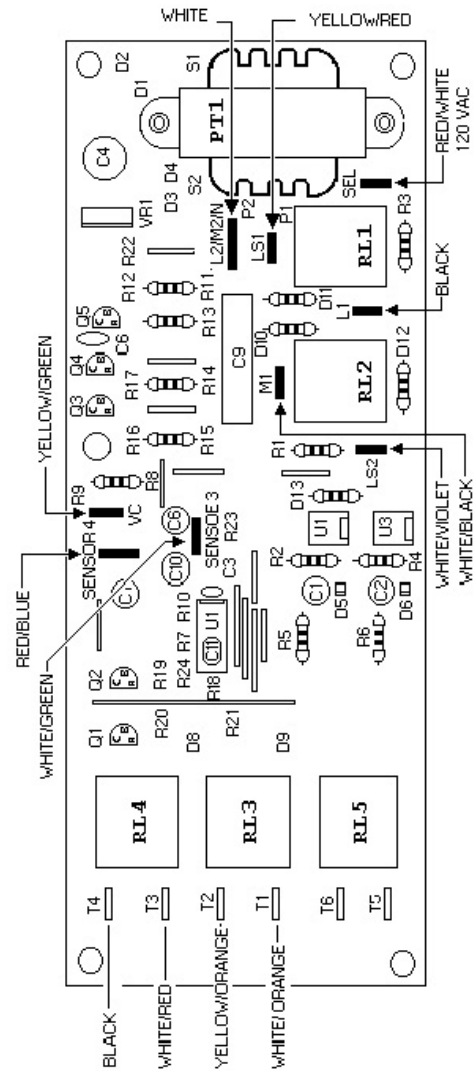 WHITE
YELLOW/RED
RED/WHITE
120 VAC
BLACK
YELLOW/GREEN
RED/BLUE
WHITE/GREEN
WHITE/VIOLET
WHITE/BLACK
BLACK
WHITE/RED
YELLOW/ORANGE
WHITE/ORANGE
D2
D1
S1
C4
PT1
D4
D3
S2
VR1
P2
L2/M2/N
LS1
P1
SEL
R22
R3
RL1
Q5
R12
R11
D11
L1
C6
R13
D10
C9
Q4
R17
R14
M1
RL2
D12
Q3
R16
R15
R1
LS2
R9
R8
VC
SENSOR 4
C6
SENSOE 3
R23
D13
U1
U3
C10
C3
R2
R4
C1
C1
C2
D5
D6
R10
U1
R7
C11
R24
R18
R19
R5
R6
Q2
R20
R21
Q1
D8
D9
RL4
RL3
RL5
T4
T3
T2
T1
T6
T5
C
B
E